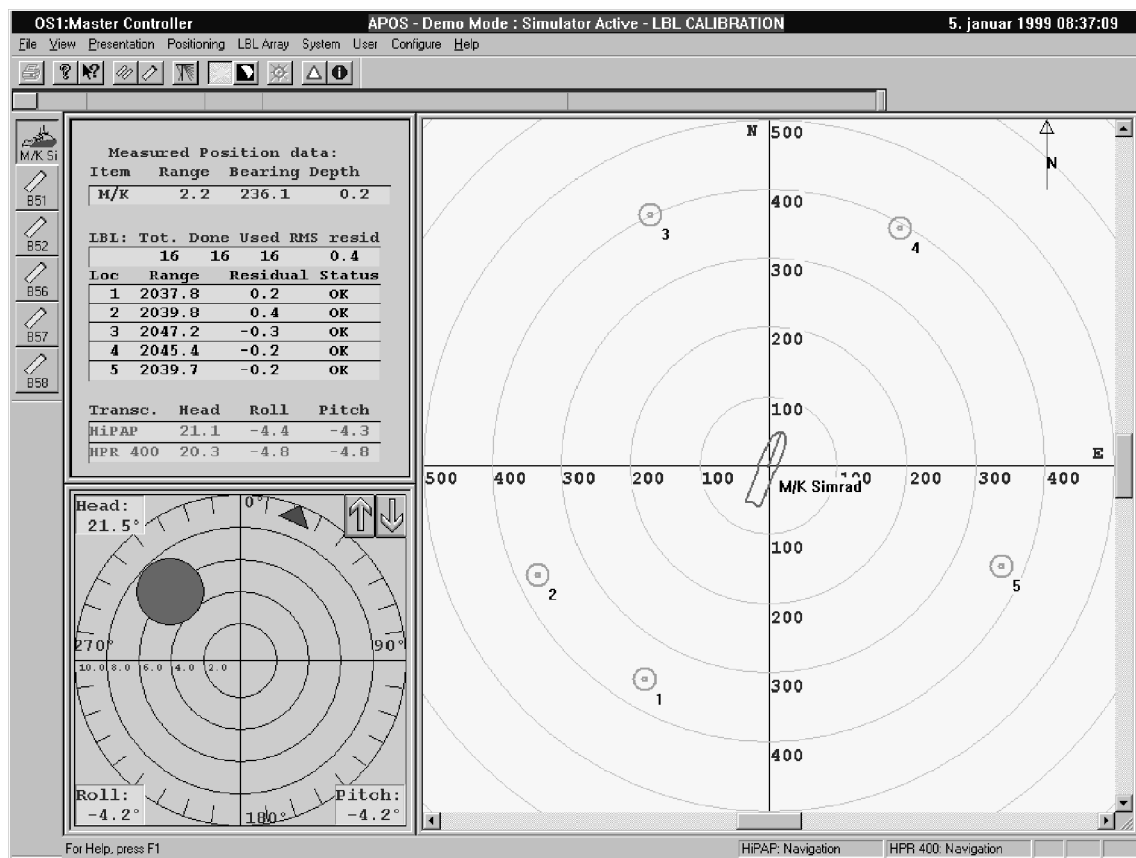 OS1:Master Controller APOS - Demo Mode : Simulator Active - LBL CALIBRATION 5. januar 1999 08:37:09
File View Presentation Positioning LBL Array System User Configure Help
M/K Si
B51
B52
B56
B57
B58
Measured Position data:
Item Range Bearing Depth
M/K 2.2 236.1 0.2
LBL: Tot. Done Used RMS resid
16 16 16 0.4
Loc Range Residual Status
1 2037.8 0.2 OK
2 2039.8 0.4 OK
3 2047.2 -0.3 OK
4 2045.4 -0.2 OK
5 2039.7 -0.2 OK
Transc. Head Roll Pitch
HiPAP 21.1 -4.4 -4.3
HPR 400 20.3 -4.8 -4.8
Head:
21.5°
0°
270°
90°
10.0 8.0 6.0 4.0 2.0
Roll:
-4.2°
180°
Pitch:
-4.2°
N 500
N
400
3
4
300
200
100
E
500 400 300 200 100 100 200 300 400
M/K Simrad
100
2
5
200
300
1
400
For Help, press F1
HiPAP: Navigation
HPR 400: Navigation